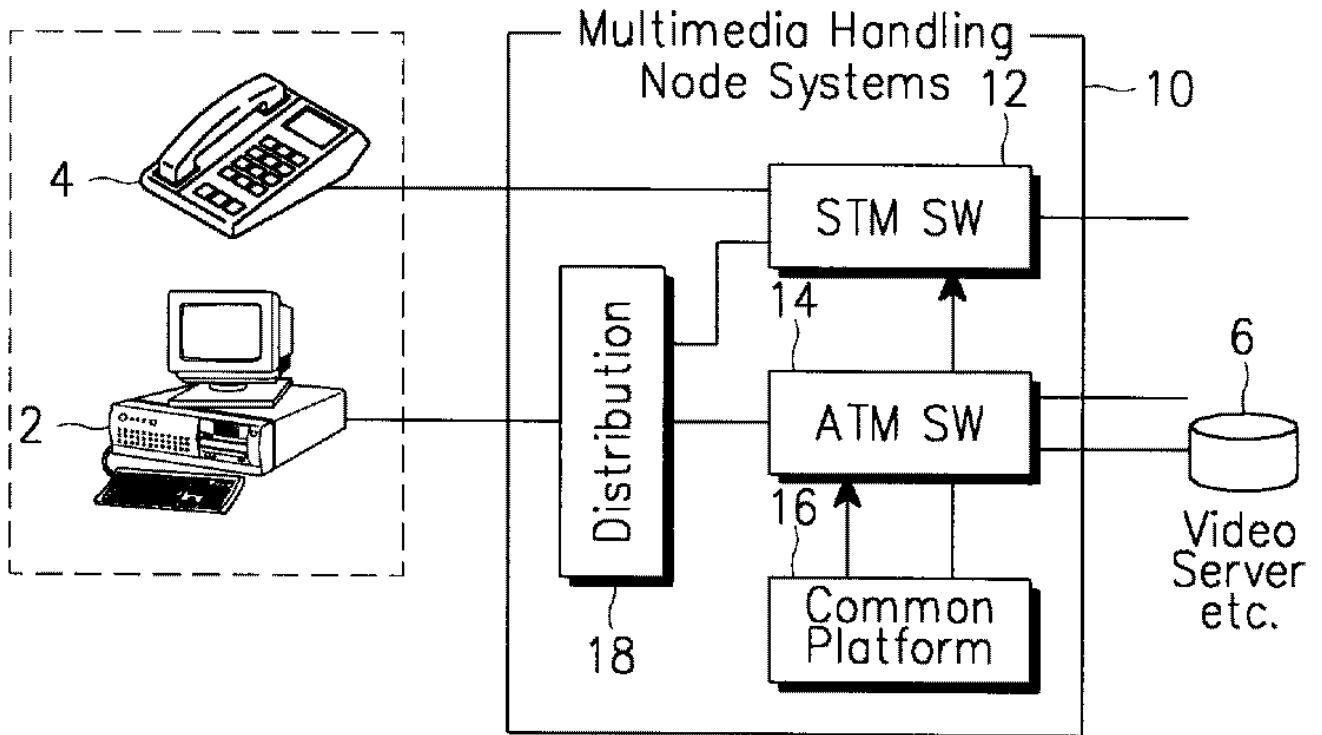 Multimedia Handling
Node Systems
12
10
4
STM SW
14
6
Distribution
2
ATM SW
16
Video
Server
etc.
Common
Platform
18